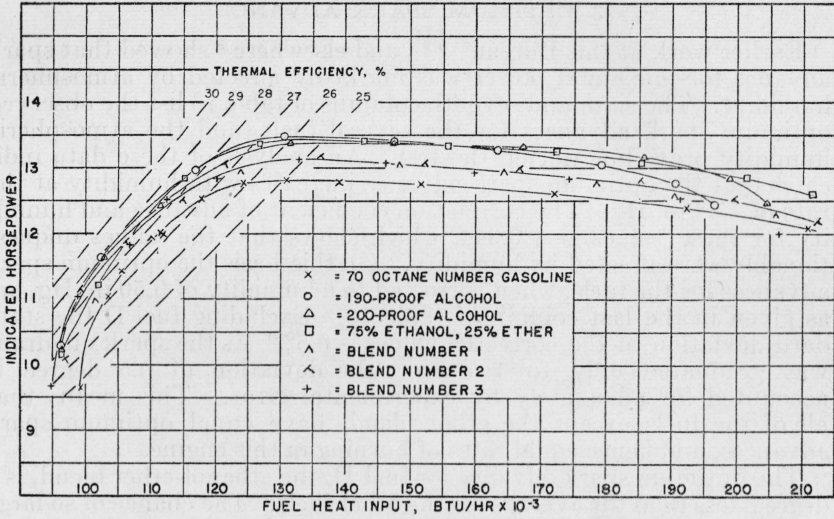 THERMAL EFFICIENCY, %
30 29 28 27 26 25
14
13
12
11
10
9
INDICATED HORSEPOWER
× = 70 OCTANE NUMBER GASOLINE
○ = 190-PROOF ALCOHOL
△ = 200-PROOF ALCOHOL
□ = 75% ETHANOL, 25% ETHER
= BLEND NUMBER 1
= BLEND NUMBER 2
+ = BLEND NUMBER 3
100 110 120 130 140 150 160 170 180 190 200 210
FUEL HEAT INPUT, BTU/HR × 10⁻³